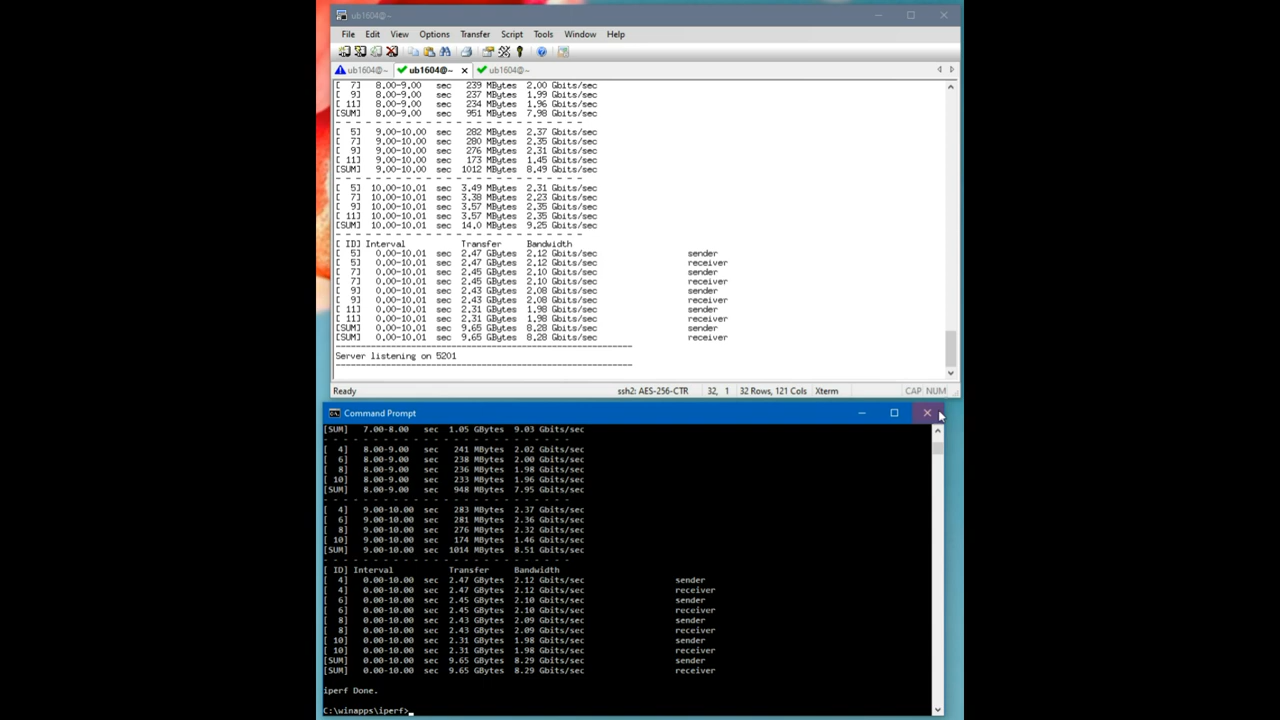 ub1604@~
File Edit View Options Transfer Script Tools Window Help
ub1604@~ ub1604@~ ub1604@~
[ 7] 8.00-9.00 sec 239 MBytes 2.00 Gbits/sec
[ 9] 8.00-9.00 sec 237 MBytes 1.99 Gbits/sec
[ 11] 8.00-9.00 sec 234 MBytes 1.96 Gbits/sec
[SUM] 8.00-9.00 sec 951 MBytes 7.98 Gbits/sec
- - - - - - - - - - - - - - - - - - - - - - - - -
[ 5] 9.00-10.00 sec 282 MBytes 2.37 Gbits/sec
[ 7] 9.00-10.00 sec 280 MBytes 2.35 Gbits/sec
[ 9] 9.00-10.00 sec 276 MBytes 2.31 Gbits/sec
[ 11] 9.00-10.00 sec 173 MBytes 1.45 Gbits/sec
[SUM] 9.00-10.00 sec 1012 MBytes 8.49 Gbits/sec
- - - - - - - - - - - - - - - - - - - - - - - - -
[ 5] 10.00-10.01 sec 3.49 MBytes 2.31 Gbits/sec
[ 7] 10.00-10.01 sec 3.38 MBytes 2.23 Gbits/sec
[ 9] 10.00-10.01 sec 3.57 MBytes 2.35 Gbits/sec
[ 11] 10.00-10.01 sec 3.57 MBytes 2.35 Gbits/sec
[SUM] 10.00-10.01 sec 14.0 MBytes 9.25 Gbits/sec
- - - - - - - - - - - - - - - - - - - - - - - - -
[ ID] Interval Transfer Bandwidth
[ 5] 0.00-10.01 sec 2.47 GBytes 2.12 Gbits/sec sender
[ 5] 0.00-10.01 sec 2.47 GBytes 2.12 Gbits/sec receiver
[ 7] 0.00-10.01 sec 2.45 GBytes 2.10 Gbits/sec sender
[ 7] 0.00-10.01 sec 2.45 GBytes 2.10 Gbits/sec receiver
[ 9] 0.00-10.01 sec 2.43 GBytes 2.08 Gbits/sec sender
[ 9] 0.00-10.01 sec 2.43 GBytes 2.08 Gbits/sec receiver
[ 11] 0.00-10.01 sec 2.31 GBytes 1.98 Gbits/sec sender
[ 11] 0.00-10.01 sec 2.31 GBytes 1.98 Gbits/sec receiver
[SUM] 0.00-10.01 sec 9.65 GBytes 8.28 Gbits/sec sender
[SUM] 0.00-10.01 sec 9.65 GBytes 8.28 Gbits/sec receiver
-----------------------------------------------------------
Server listening on 5201
-----------------------------------------------------------
Ready ssh2: AES-256-CTR 32, 1 32 Rows, 121 Cols Xterm CAP NUM
Command Prompt
[SUM] 7.00-8.00 sec 1.05 GBytes 9.03 Gbits/sec
- - - - - - - - - - - - - - - - - - - - - - - - -
[ 4] 8.00-9.00 sec 241 MBytes 2.02 Gbits/sec
[ 6] 8.00-9.00 sec 238 MBytes 2.00 Gbits/sec
[ 8] 8.00-9.00 sec 236 MBytes 1.98 Gbits/sec
[ 10] 8.00-9.00 sec 233 MBytes 1.96 Gbits/sec
[SUM] 8.00-9.00 sec 948 MBytes 7.95 Gbits/sec
- - - - - - - - - - - - - - - - - - - - - - - - -
[ 4] 9.00-10.00 sec 283 MBytes 2.37 Gbits/sec
[ 6] 9.00-10.00 sec 281 MBytes 2.36 Gbits/sec
[ 8] 9.00-10.00 sec 276 MBytes 2.32 Gbits/sec
[ 10] 9.00-10.00 sec 174 MBytes 1.46 Gbits/sec
[SUM] 9.00-10.00 sec 1014 MBytes 8.51 Gbits/sec
- - - - - - - - - - - - - - - - - - - - - - - - -
[ ID] Interval Transfer Bandwidth
[ 4] 0.00-10.00 sec 2.47 GBytes 2.12 Gbits/sec sender
[ 4] 0.00-10.00 sec 2.47 GBytes 2.12 Gbits/sec receiver
[ 6] 0.00-10.00 sec 2.45 GBytes 2.10 Gbits/sec sender
[ 6] 0.00-10.00 sec 2.45 GBytes 2.10 Gbits/sec receiver
[ 8] 0.00-10.00 sec 2.43 GBytes 2.09 Gbits/sec sender
[ 8] 0.00-10.00 sec 2.43 GBytes 2.09 Gbits/sec receiver
[ 10] 0.00-10.00 sec 2.31 GBytes 1.98 Gbits/sec sender
[ 10] 0.00-10.00 sec 2.31 GBytes 1.98 Gbits/sec receiver
[SUM] 0.00-10.00 sec 9.65 GBytes 8.29 Gbits/sec sender
[SUM] 0.00-10.00 sec 9.65 GBytes 8.29 Gbits/sec receiver
iperf Done.
C:\winapps\iperf>_